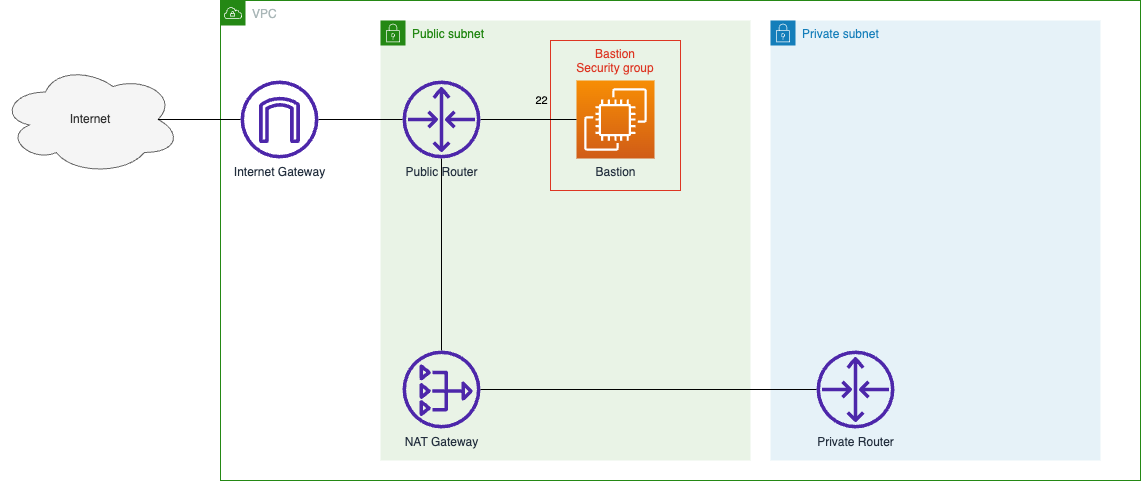 VPC
Public subnet
Private subnet
Bastion
Security group
22
Internet
Internet Gateway
Public Router
Bastion
NAT Gateway
Private Router